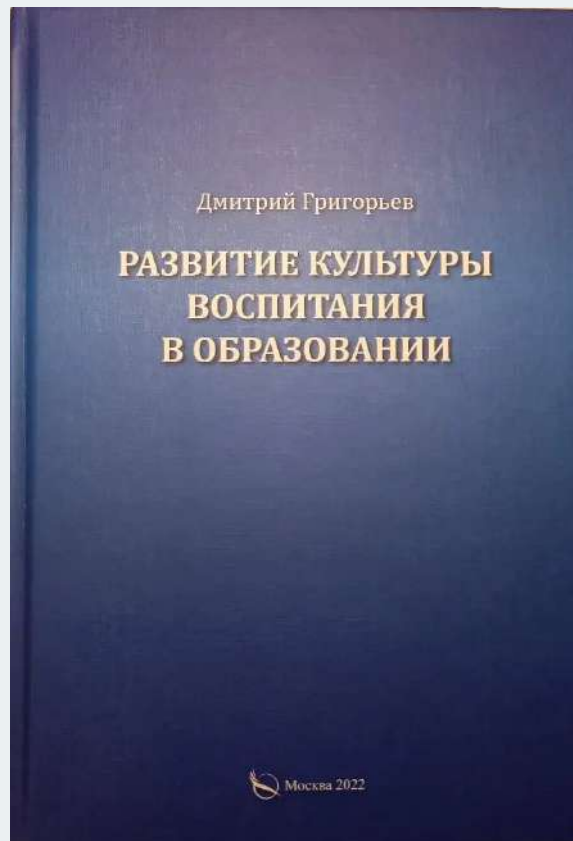 Дмитрий Григорьев
РАЗВИТИЕ КУЛЬТУРЫ
ВОСПИТАНИЯ
В ОБРАЗОВАНИИ
Москва 2022